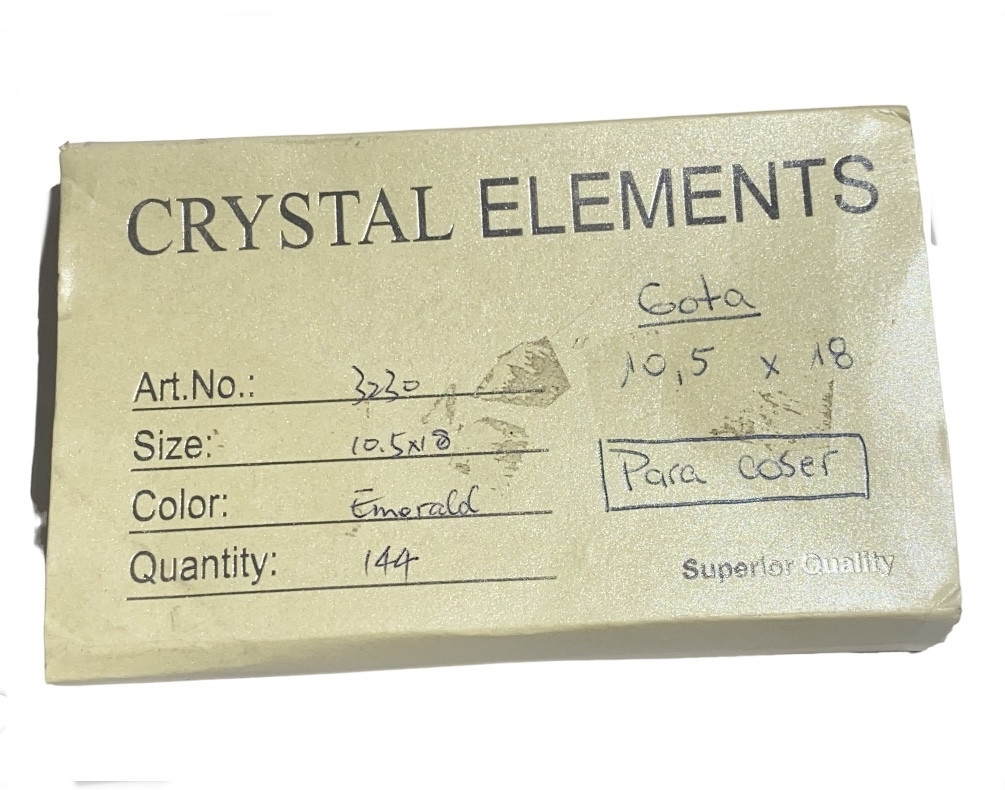 CRYSTAL ELEMENTS
Gota
10,5 x 18
Art.No.: 3230
Size: 10.5x18
Color: Emerald
Quantity: 144
Para coser
Superior Quality